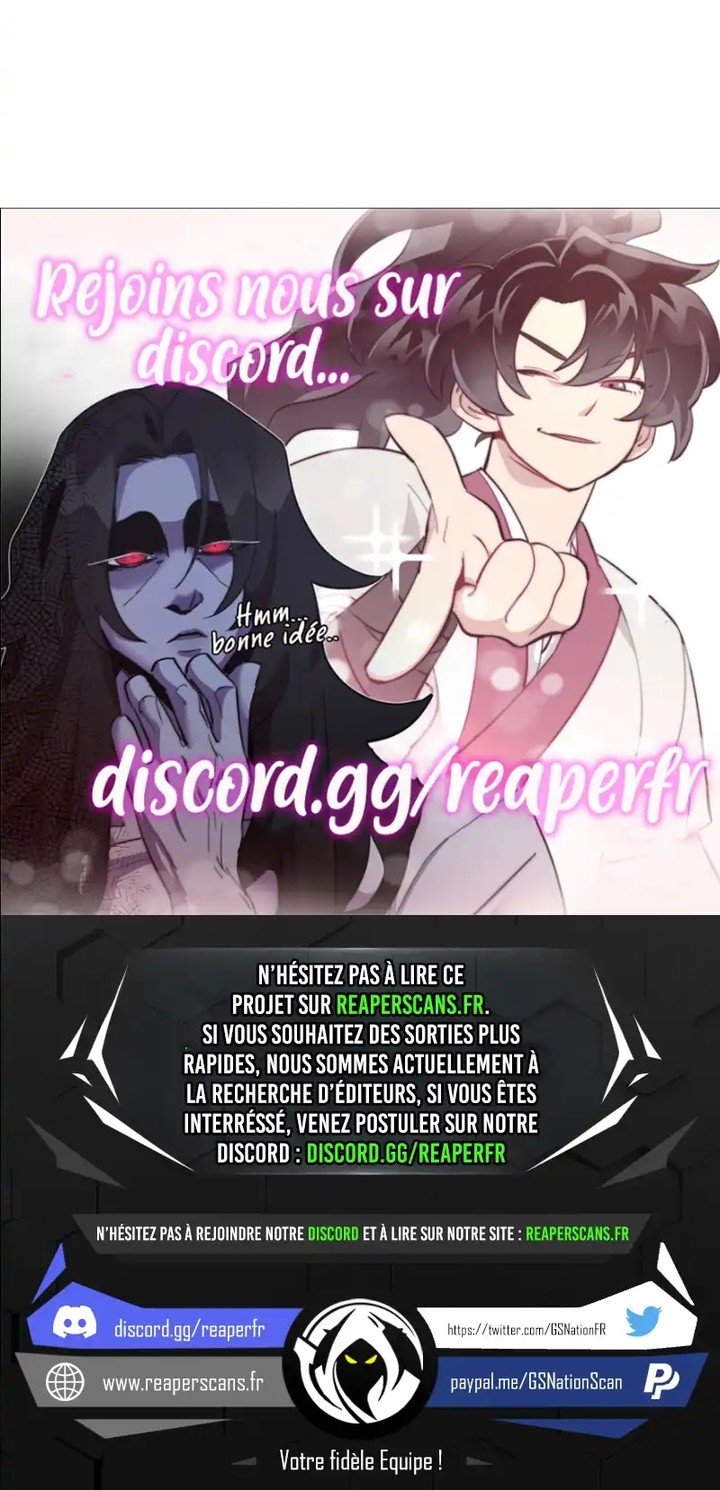 Rejoins nous sur
discord...
Hmm...
bonne idée..
discord.gg/reaperfr
N'HÉSITEZ PAS À LIRE CE
PROJET SUR REAPERSCANS.FR.
SI VOUS SOUHAITEZ DES SORTIES PLUS
RAPIDES, NOUS SOMMES ACTUELLEMENT À
LA RECHERCHE D'ÉDITEURS, SI VOUS ÊTES
INTERRÉSSÉ, VENEZ POSTULER SUR NOTRE
DISCORD : DISCORD.GG/REAPERFR
N'HÉSITEZ PAS À REJOINDRE NOTRE DISCORD ET À LIRE SUR NOTRE SITE : REAPERSCANS.FR
discord.gg/reaperfr
https://twitter.com/GSNationFR
www.reaperscans.fr
paypal.me/GSNationScan
Votre fidèle Equipe !